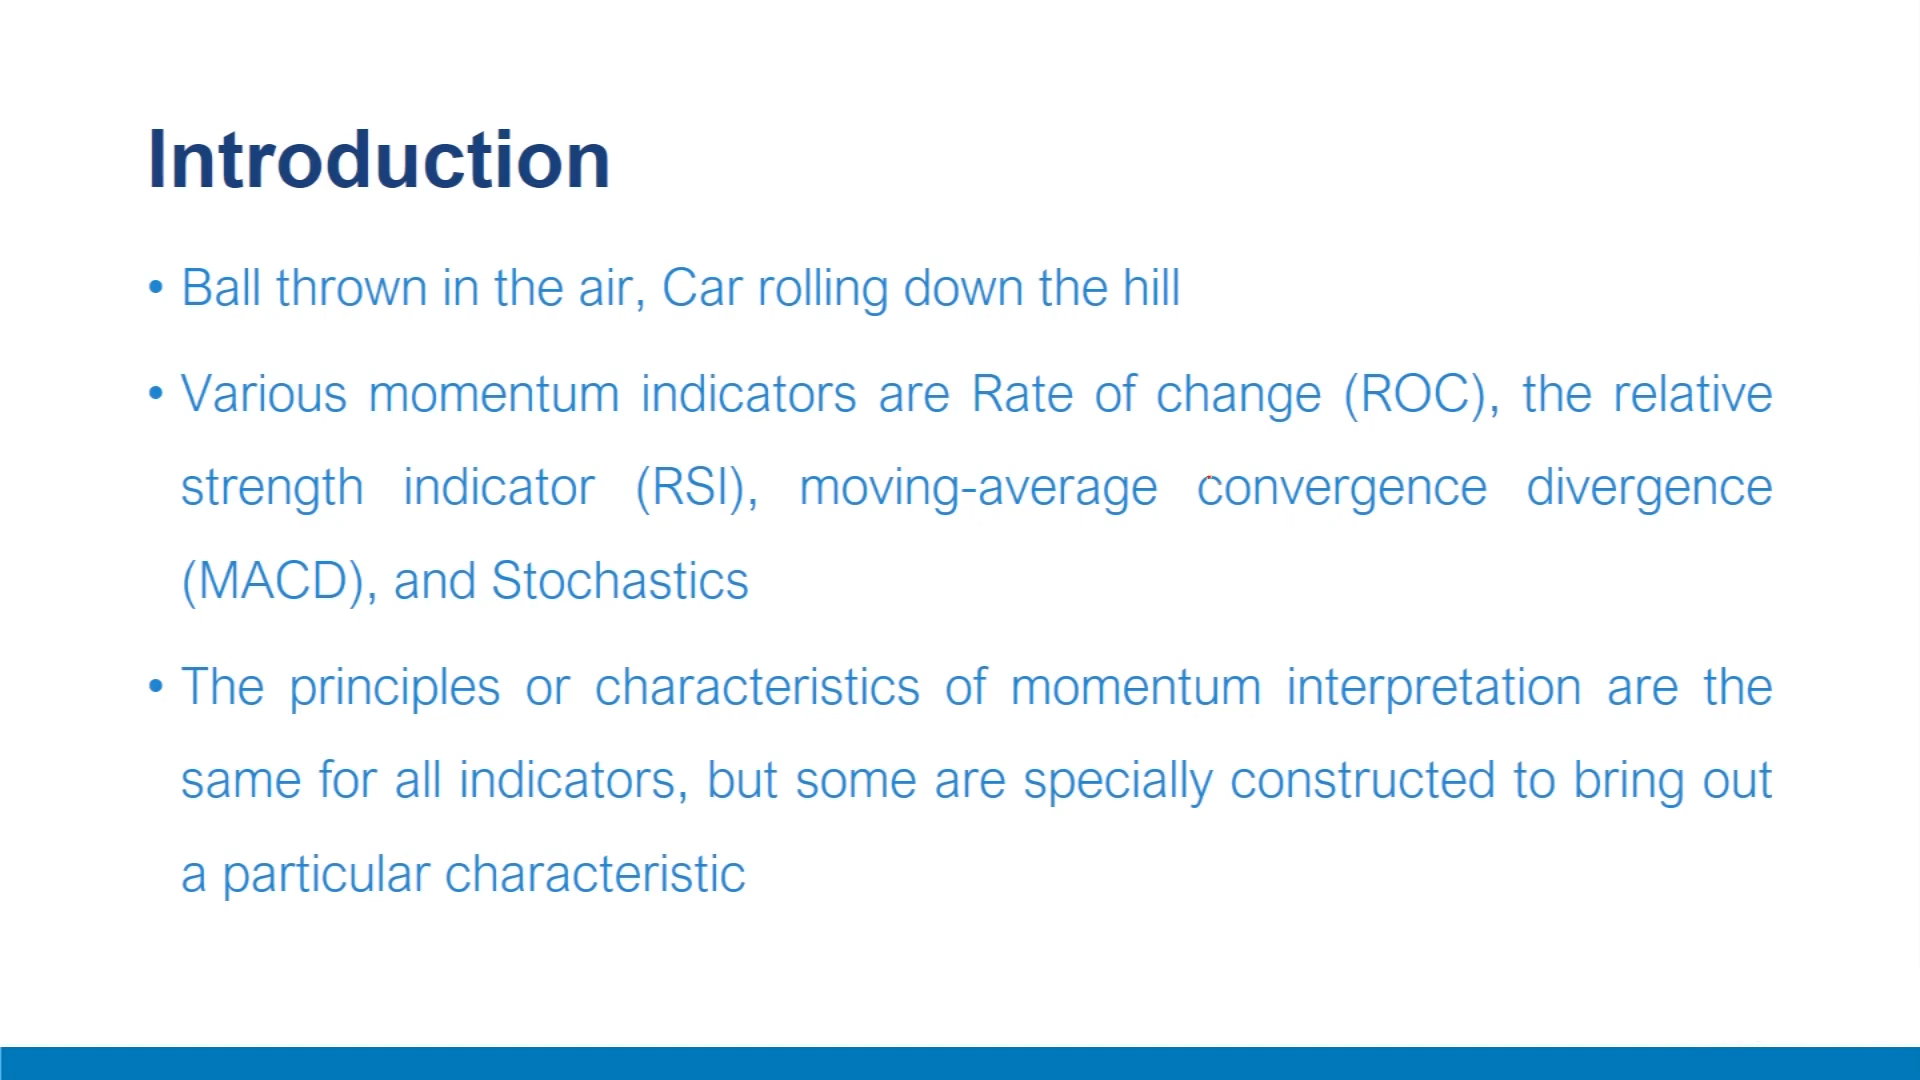 Introduction
• Ball thrown in the air, Car rolling down the hill
• Various momentum indicators are Rate of change (ROC), the relative
strength indicator (RSI), moving-average convergence divergence
(MACD), and Stochastics
• The principles or characteristics of momentum interpretation are the
same for all indicators, but some are specially constructed to bring out
a particular characteristic